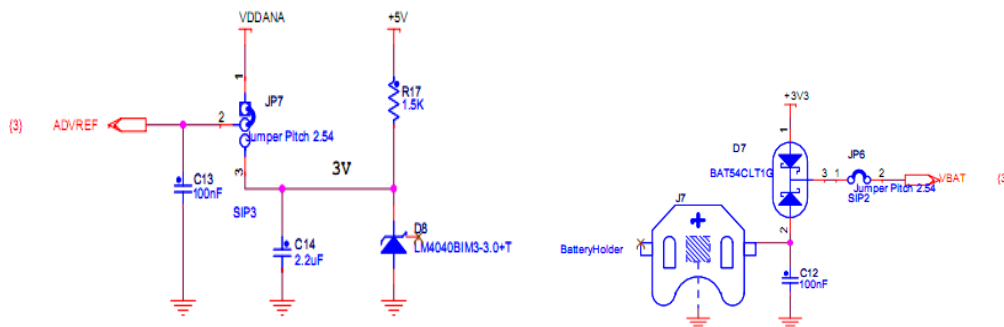 VDDANA
+5V
1
JP7
R17
1.5K
+3V3
{3}
ADVREF
2
Jumper Pitch 2.54
1
D7
JP6
BAT54CLT1G
3
1
2
VBAT
Jumper Pitch 2.54
SIP2
C13
100nF
3
3V
SIP3
D8
LM4040BIM3-3.0+T
J7
+
2
BatteryHolder
C14
2.2uF
C12
100nF